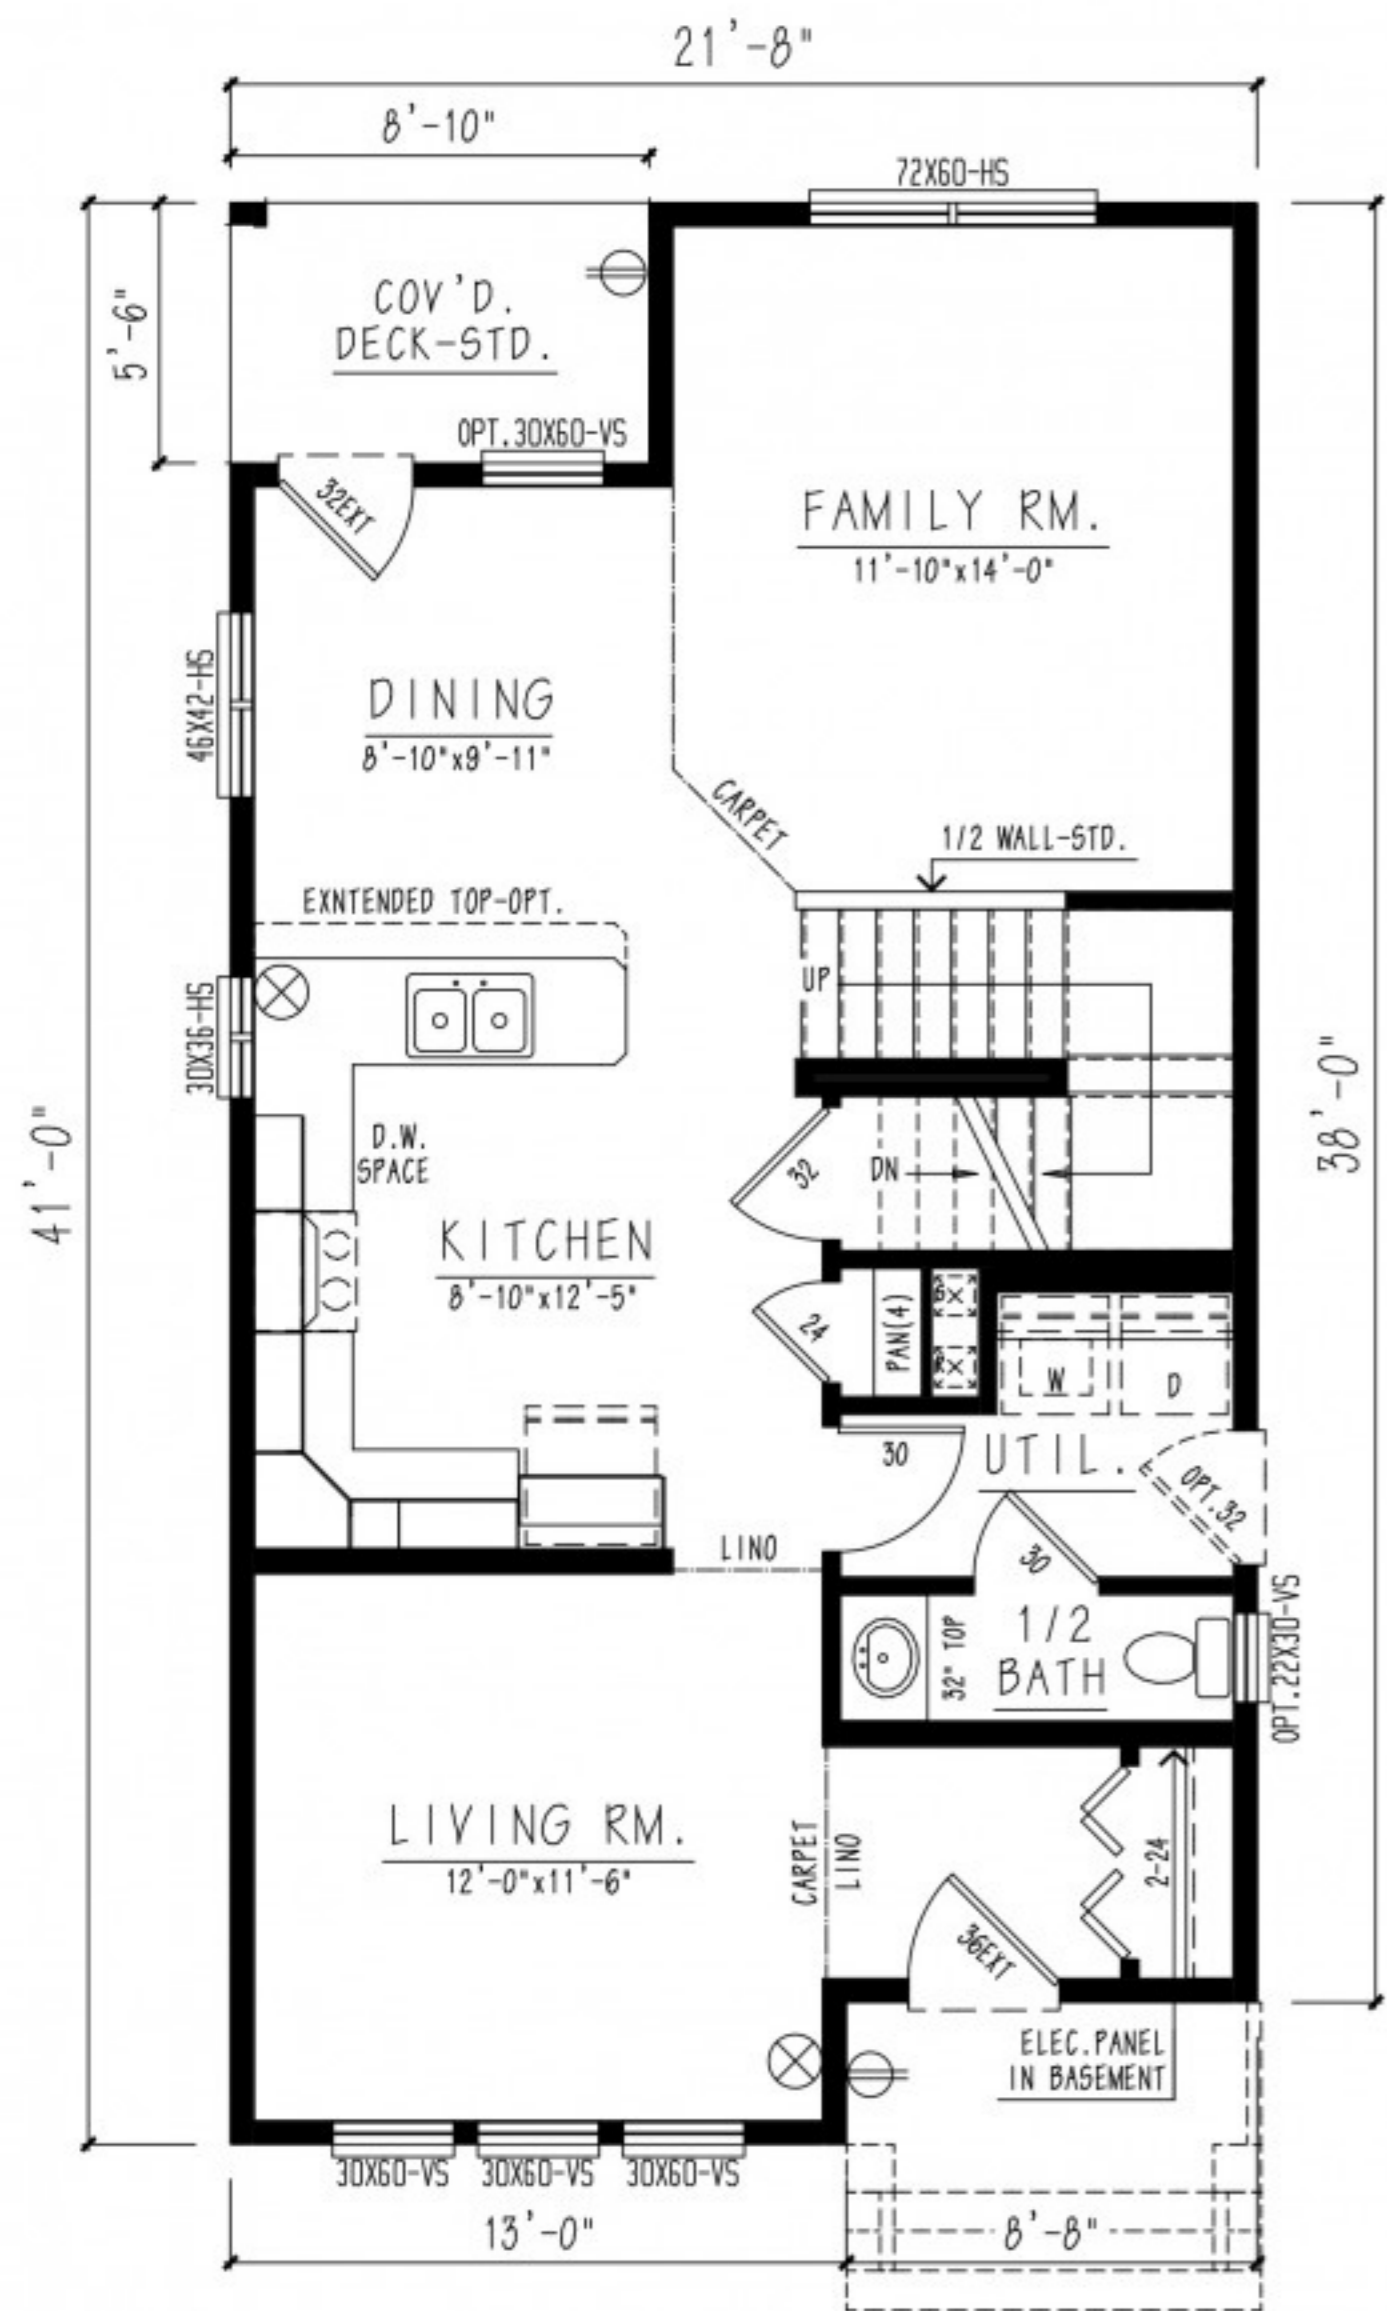 21'-8"
8'-10"
72X60-HS
5'-6"
COV'D.
DECK-STD.
OPT.30X60-VS
32EXT
FAMILY RM.
11'-10"x14'-0"
46X42-HS
DINING
8'-10"x9'-11"
CARPET
1/2 WALL-STD.
EXNTENDED TOP-OPT.
UP
30X36-HS
41'-0"
38'-0"
D.W.
SPACE
32
DN
KITCHEN
8'-10"x12'-5"
24
PAN(4)
W
D
30
UTIL.
OPT.32
LINO
30
32" TOP
1/2
BATH
OPT.22X30-VS
LIVING RM.
12'-0"x11'-6"
CARPET
LINO
2-24
36EXT
ELEC.PANEL
IN BASEMENT
30X60-VS
30X60-VS
30X60-VS
13'-0"
8'-8"